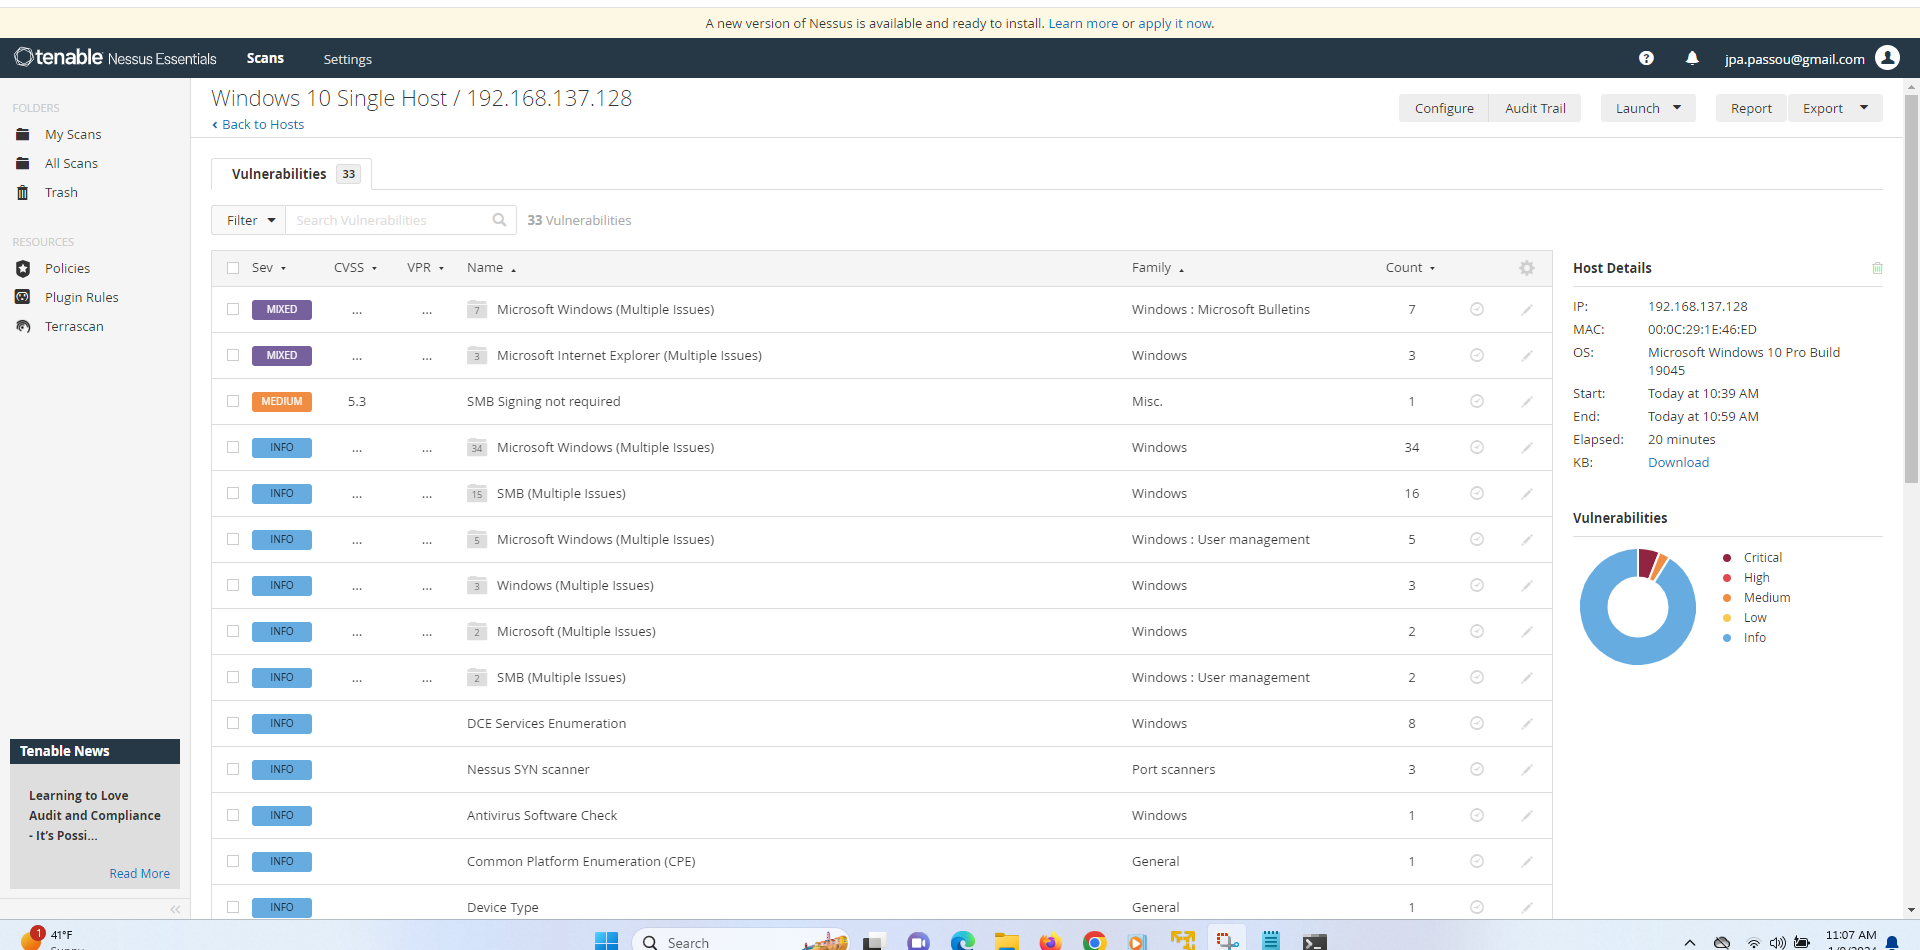 A new version of Nessus is available and ready to install. Learn more or apply it now.
tenable Nessus Essentials Scans Settings jpa.passou@gmail.com
FOLDERS
My Scans
All Scans
Trash
RESOURCES
Policies
Plugin Rules
Terrascan
Tenable News
Learning to Love
Audit and Compliance
- It's Possi...
Read More
Windows 10 Single Host / 192.168.137.128
Back to Hosts
Configure Audit Trail Launch Report Export
Vulnerabilities 33
Filter Search Vulnerabilities 33 Vulnerabilities
Sev CVSS VPR Name Family Count
MIXED ... ... 7 Microsoft Windows (Multiple Issues) Windows : Microsoft Bulletins 7
MIXED ... ... 3 Microsoft Internet Explorer (Multiple Issues) Windows 3
MEDIUM 5.3 SMB Signing not required Misc. 1
INFO ... ... 34 Microsoft Windows (Multiple Issues) Windows 34
INFO ... ... 15 SMB (Multiple Issues) Windows 16
INFO ... ... 5 Microsoft Windows (Multiple Issues) Windows : User management 5
INFO ... ... 3 Windows (Multiple Issues) Windows 3
INFO ... ... 2 Microsoft (Multiple Issues) Windows 2
INFO ... ... 2 SMB (Multiple Issues) Windows : User management 2
INFO DCE Services Enumeration Windows 8
INFO Nessus SYN scanner Port scanners 3
INFO Antivirus Software Check Windows 1
INFO Common Platform Enumeration (CPE) General 1
INFO Device Type General 1
Host Details
IP: 192.168.137.128
MAC: 00:0C:29:1E:46:ED
OS: Microsoft Windows 10 Pro Build
19045
Start: Today at 10:39 AM
End: Today at 10:59 AM
Elapsed: 20 minutes
KB: Download
Vulnerabilities
Critical
High
Medium
Low
Info
1 41°F
Search
11:07 AM